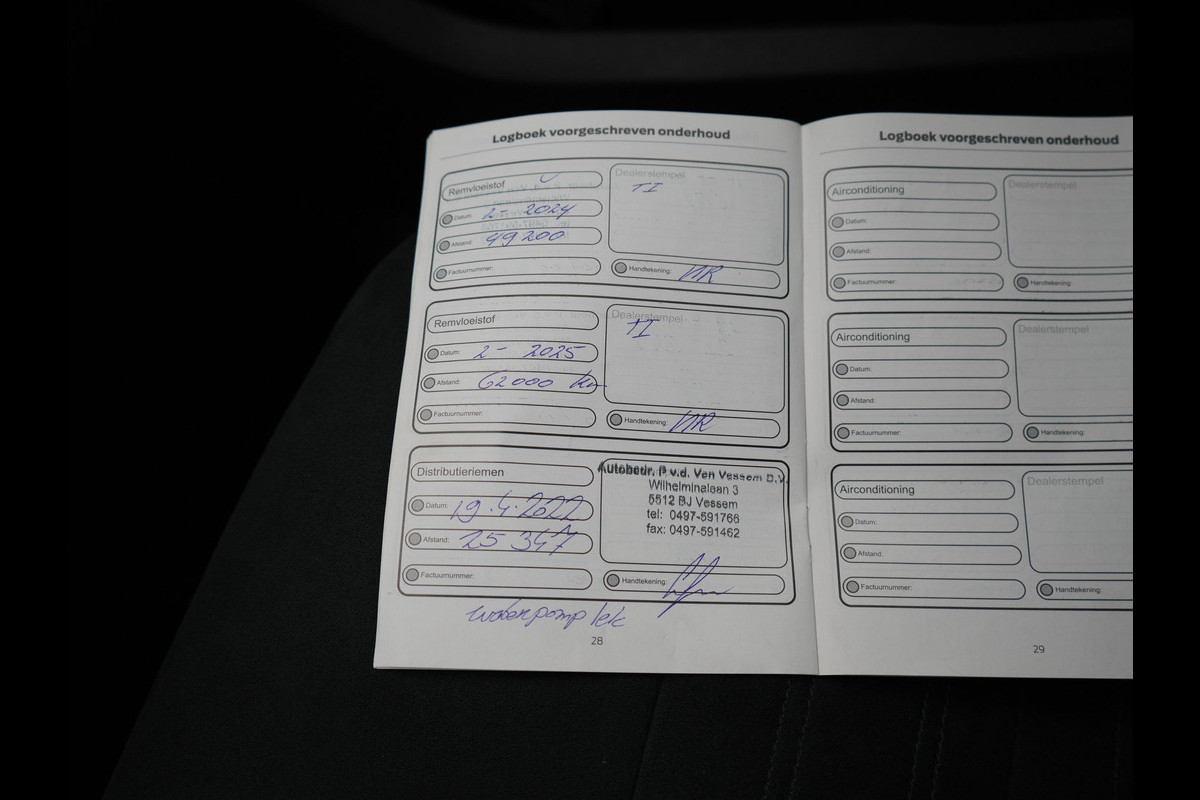 Logboek voorgeschreven onderhoud
Remvloeistof
Datum: 2- 2024
Afstand: 49200
Factuurnummer:
Dealerstempel
TI
Handtekening:
Remvloeistof
Datum: 2- 2025
Afstand: 62000 km
Factuurnummer:
Dealerstempel
TI
Handtekening:
Distributieriemen
Datum: 19.4.2022
Afstand: 25 347
Factuurnummer:
Autobedr. P v.d. Ven Vessem B.V.
Wilhelminalaan 3
5512 BJ Vessem
tel: 0497-591766
fax: 0497-591462
Handtekening:
waterpomp lek
28
Logboek voorgeschreven onderhoud
Airconditioning
Datum:
Afstand:
Factuurnummer:
Dealerstempel
Handtekening
Airconditioning
Datum:
Afstand:
Factuurnummer:
Dealerstempel
Handtekening:
Airconditioning
Datum:
Afstand:
Factuurnummer:
Dealerstempel
Handtekening:
29